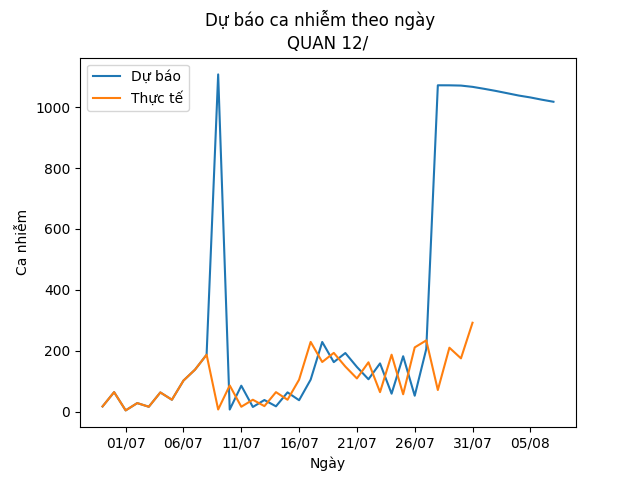 Dự báo ca nhiễm theo ngày
QUAN 12/
Dự báo
Thực tế
Ca nhiễm
1000
800
600
400
200
0
01/07 06/07 11/07 16/07 21/07 26/07 31/07 05/08
Ngày